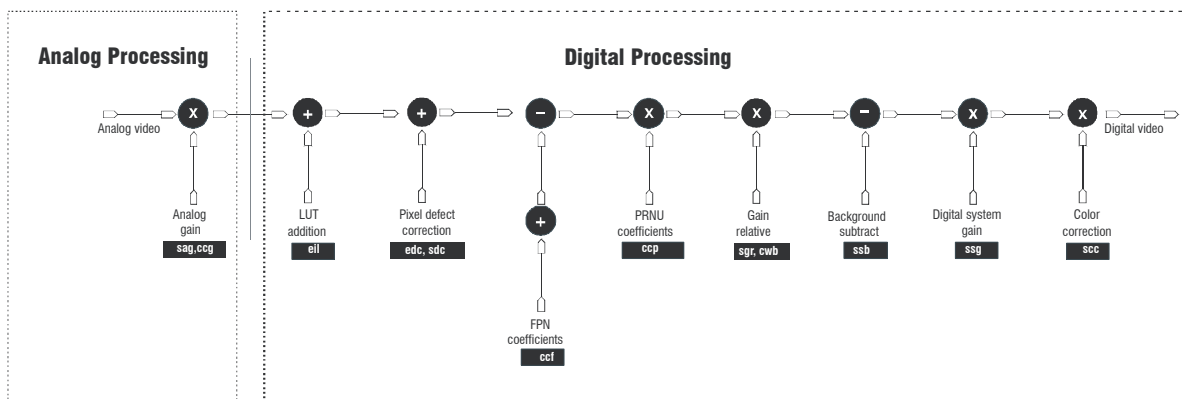 Analog Processing
Digital Processing
X
+
+
–
X
X
–
X
X
Analog video
Digital video
Analog
gain
sag,ccg
LUT
addition
eil
Pixel defect
correction
edc, sdc
+
PRNU
coefficients
ccp
Gain
relative
sgr, cwb
Background
subtract
ssb
Digital system
gain
ssg
Color
correction
scc
FPN
coefficients
ccf